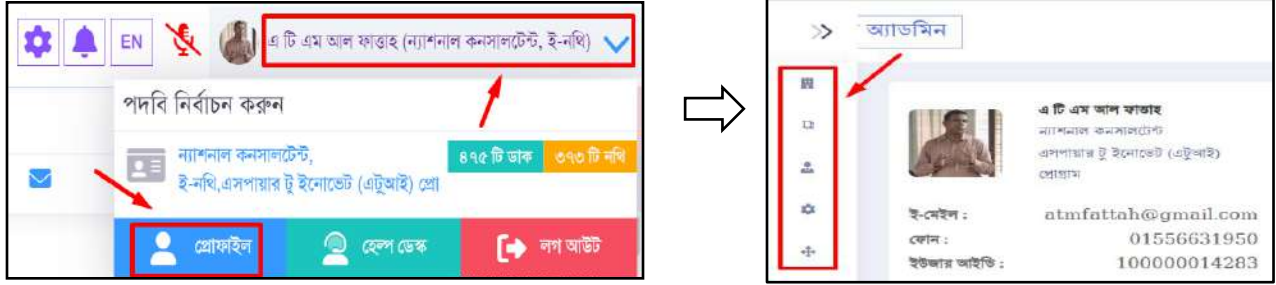 EN
এ টি এম আল ফাত্তাহ (ন্যাশনাল কনসালটেন্ট, ই-নথি)
পদবি নির্বাচন করুন
ন্যাশনাল কনসালটেন্ট,
ই-নথি,এসপায়ার টু ইনোভেট (এটুআই) প্রো
৪৭৫ টি ডাক
৩৭৩ টি নথি
প্রোফাইল
হেল্প ডেস্ক
লগ আউট
অ্যাডমিন
এ টি এম আল ফাত্তাহ
ন্যাশনাল কনসালটেন্ট
এসপায়ার টু ইনোভেট (এটুআই)
প্রোগ্রাম
ই-মেইল : atmfattah@gmail.com
ফোন : 01556631950
ইউজার আইডি : 100000014283